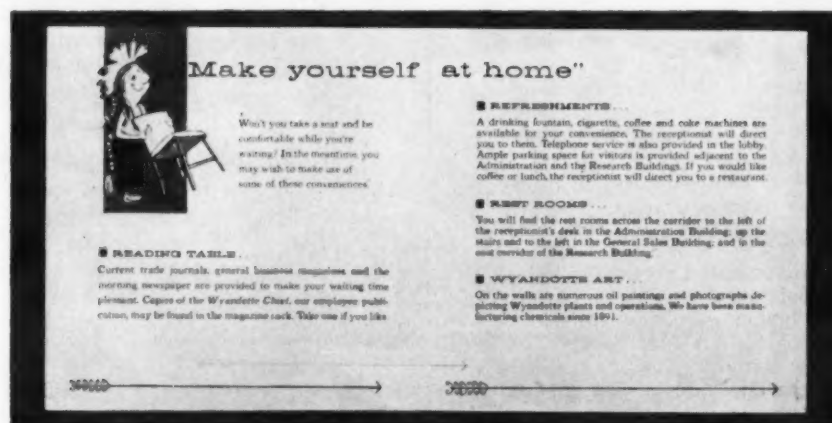 Make yourself at home"
Won't you take a seat and be
comfortable while you're
waiting? In the meantime you
may wish to make use of
some of these conveniences.
READING TABLE...
Current trade journals, general business magazines and the
morning newspaper are provided to make your waiting time
pleasant. Copies of the Wyandotte Chief, our employee publi-
cation, may be found in the magazine rack. Take one if you like
REFRESHMENTS...
A drinking fountain, cigarette, coffee and coke machines are
available for your convenience. The receptionist will direct
you to them. Telephone service is also provided in the lobby.
Ample parking space for visitors is provided adjacent to the
Administration and the Research Buildings. If you would like
coffee or lunch, the receptionist will direct you to a restaurant.
REST ROOMS...
You will find the rest rooms across the corridor to the left of
the receptionist's desk in the Administration Building; up the
stairs and to the left in the General Sales Building; and in the
east corridor of the Research Building.
WYANDOTTE ART...
On the walls are numerous oil paintings and photographs de-
picting Wyandotte plants and operations. We have been manu-
facturing chemicals since 1891.